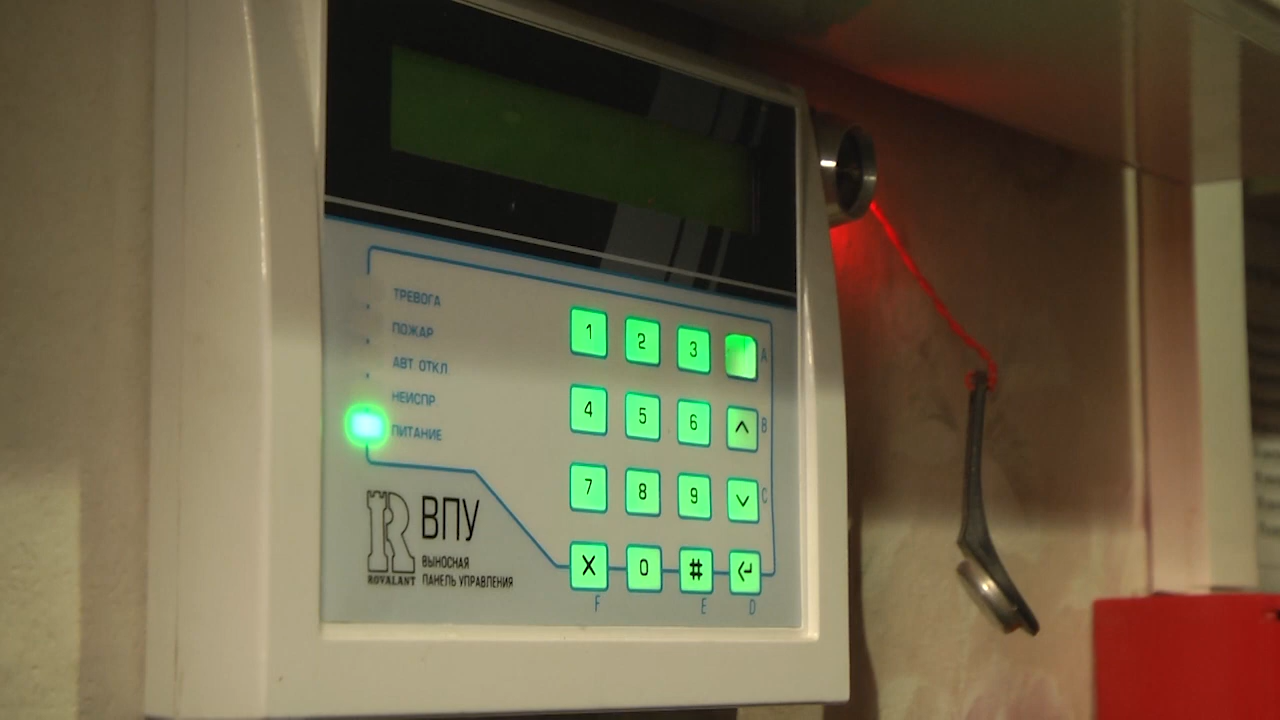 ТРЕВОГА
ПОЖАР
АВТ ОТКЛ
НЕИСПР
ПИТАНИЕ
1 2 3 A
4 5 6 B
7 8 9 C
X 0 #
F E D
ВПУ
ВЫНОСНАЯ
ПАНЕЛЬ УПРАВЛЕНИЯ
ROVALANT